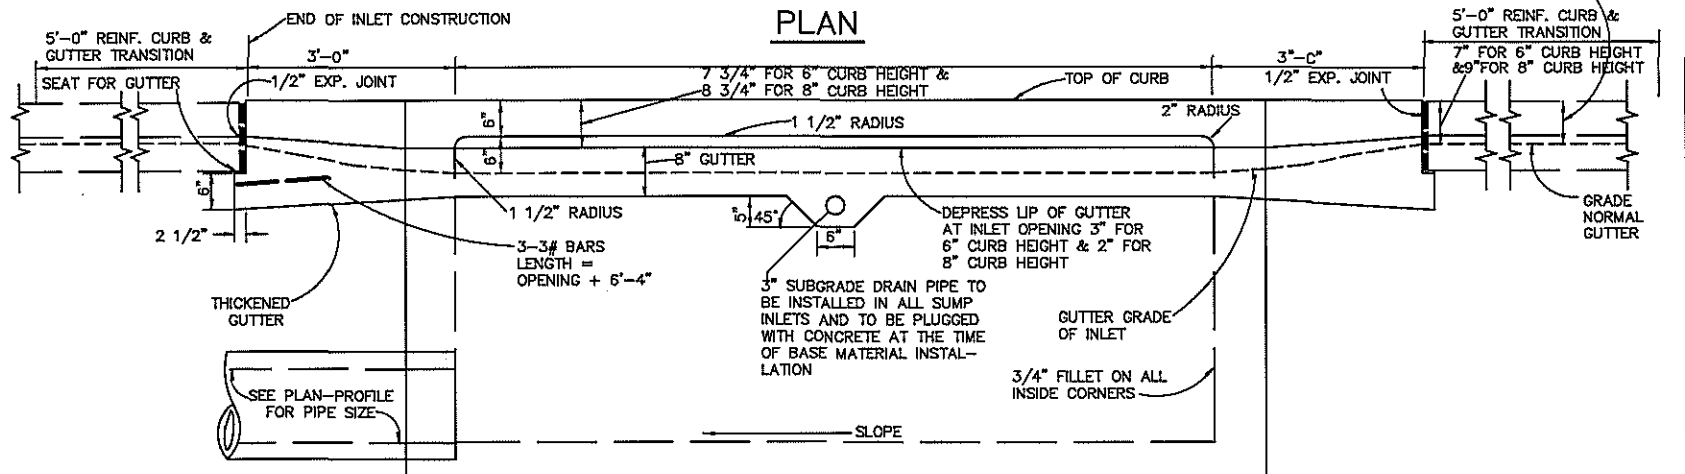 PLAN
END OF INLET CONSTRUCTION
5'-0" REINF. CURB &
GUTTER TRANSITION
3'-0"
SEAT FOR GUTTER
1/2" EXP. JOINT
7 3/4" FOR 6" CURB HEIGHT &
8 3/4" FOR 8" CURB HEIGHT
TOP OF CURB
3"-C"
1/2" EXP. JOINT
5'-0" REINF. CURB &
GUTTER TRANSITION
7" FOR 6" CURB HEIGHT
&9"FOR 8" CURB HEIGHT
6"
1 1/2" RADIUS
2" RADIUS
6"
8" GUTTER
6"
2 1/2"
1 1/2" RADIUS
5"
45°
6"
3-3# BARS
LENGTH =
OPENING + 6'-4"
DEPRESS LIP OF GUTTER
AT INLET OPENING 3" FOR
6" CURB HEIGHT & 2" FOR
8" CURB HEIGHT
GRADE
NORMAL
GUTTER
THICKENED
GUTTER
3" SUBGRADE DRAIN PIPE TO
BE INSTALLED IN ALL SUMP
INLETS AND TO BE PLUGGED
WITH CONCRETE AT THE TIME
OF BASE MATERIAL INSTAL-
LATION
GUTTER GRADE
OF INLET
3/4" FILLET ON ALL
INSIDE CORNERS
SEE PLAN-PROFILE
FOR PIPE SIZE
SLOPE